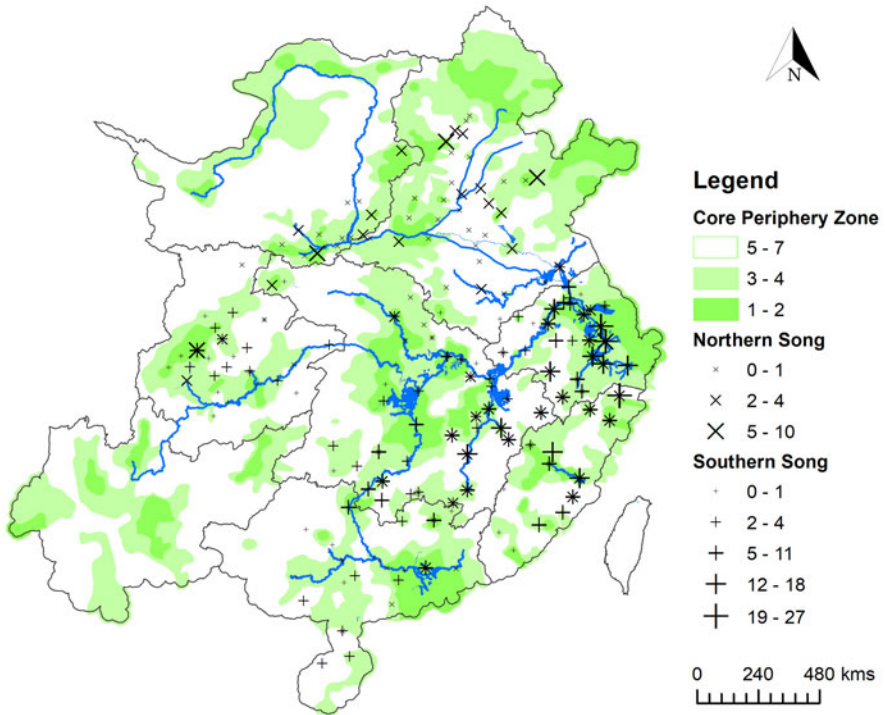 N
Legend
Core Periphery Zone
5 - 7
3 - 4
1 - 2
Northern Song
0 - 1
2 - 4
5 - 10
Southern Song
0 - 1
2 - 4
5 - 11
12 - 18
19 - 27
0 240 480 kms